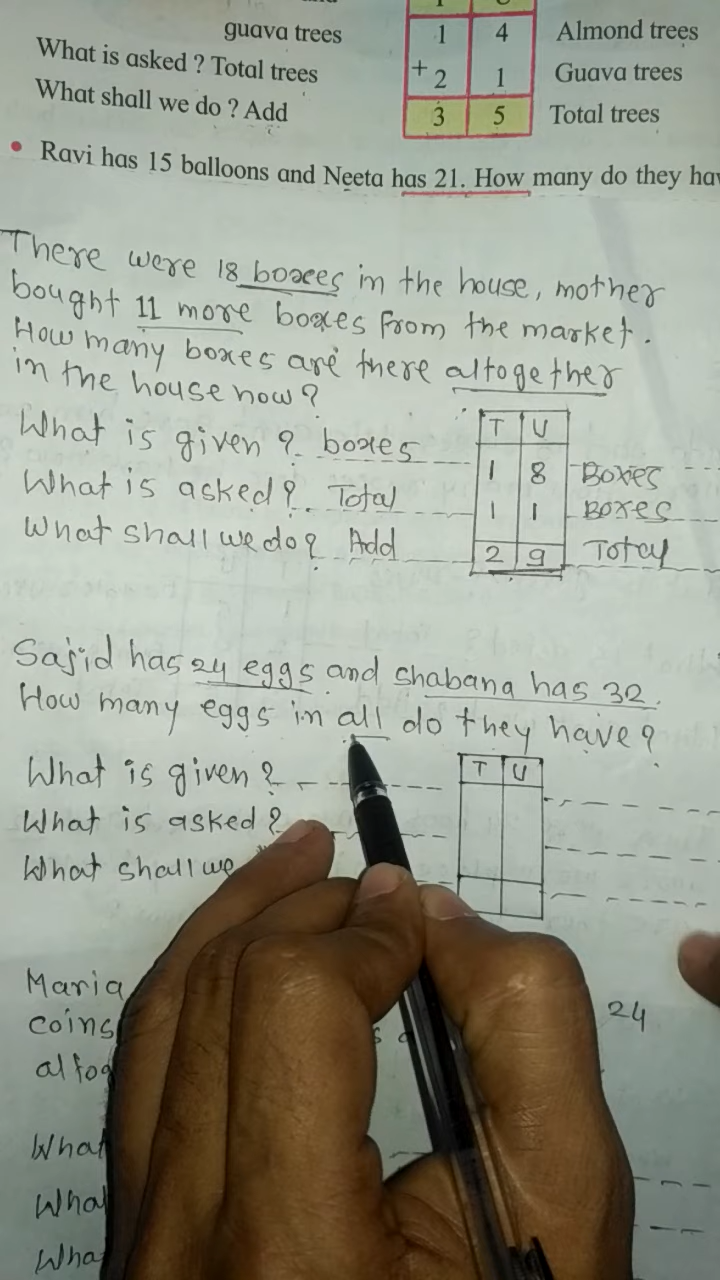 guava trees
What is asked ? Total trees
What shall we do ? Add
1 4 Almond trees
+ 2 1 Guava trees
3 5 Total trees
• Ravi has 15 balloons and Neeta has 21. How many do they
There were 18 boxes in the house, mother
bought 11 more boxes from the market.
How many boxes are there altogether
in the house now?
What is given ? boxes
What is asked? Total
What shall we do? Add
T U
1 8 Boxes
1 1 Boxes
2 9 Total
Sajid has 24 eggs and Shabana has 32.
How many eggs in all do they have?
What is given ?
What is asked ?
What shall we
T U
Maria
coins 24
What